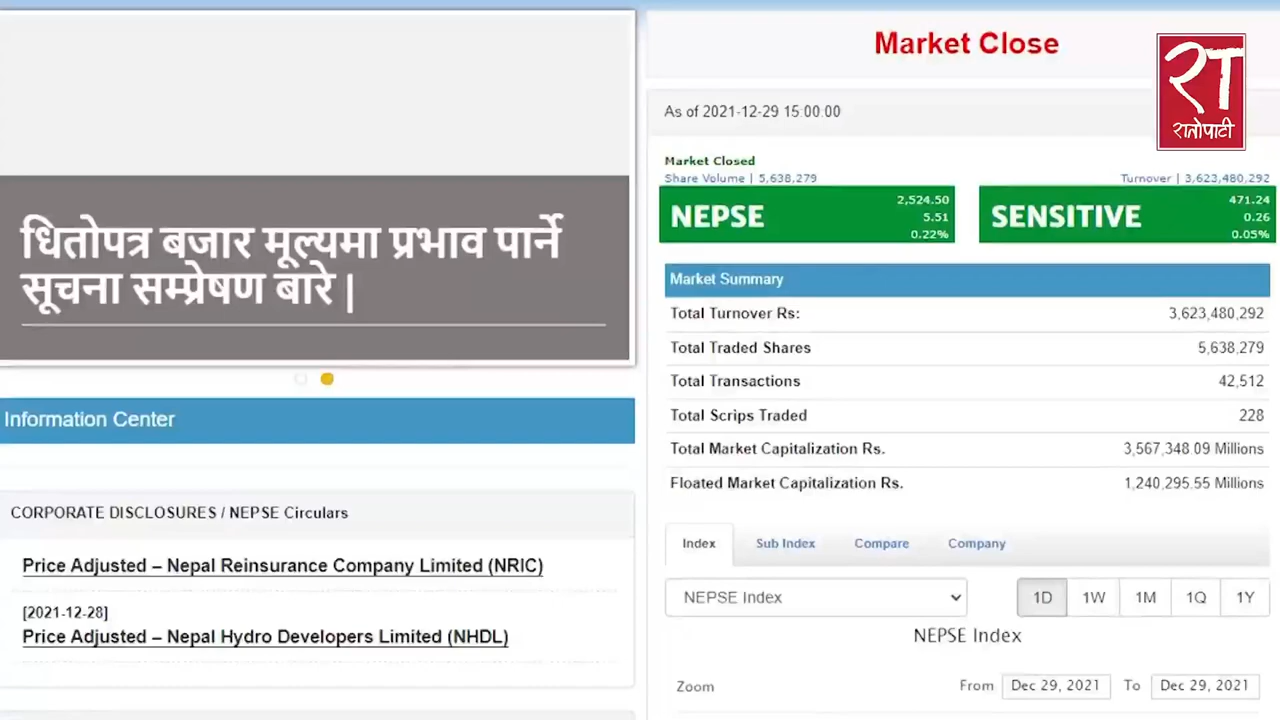 धितोपत्र बजार मूल्यमा प्रभाव पार्ने
सूचना सम्प्रेषण बारे |
Information Center
CORPORATE DISCLOSURES / NEPSE Circulars
Price Adjusted – Nepal Reinsurance Company Limited (NRIC)
[2021-12-28]
Price Adjusted – Nepal Hydro Developers Limited (NHDL)
Market Close
रातोपाटी
As of 2021-12-29 15:00:00
Market Closed
Share Volume | 5,638,279
Turnover | 3,623,480,292
NEPSE
2,524.50
5.51
0.22%
SENSITIVE
471.24
0.26
0.05%
Market Summary
Total Turnover Rs: 3,623,480,292
Total Traded Shares 5,638,279
Total Transactions 42,512
Total Scrips Traded 228
Total Market Capitalization Rs. 3,567,348.09 Millions
Floated Market Capitalization Rs. 1,240,295.55 Millions
Index Sub Index Compare Company
NEPSE Index 1D 1W 1M 1Q 1Y
NEPSE Index
Zoom From Dec 29, 2021 To Dec 29, 2021